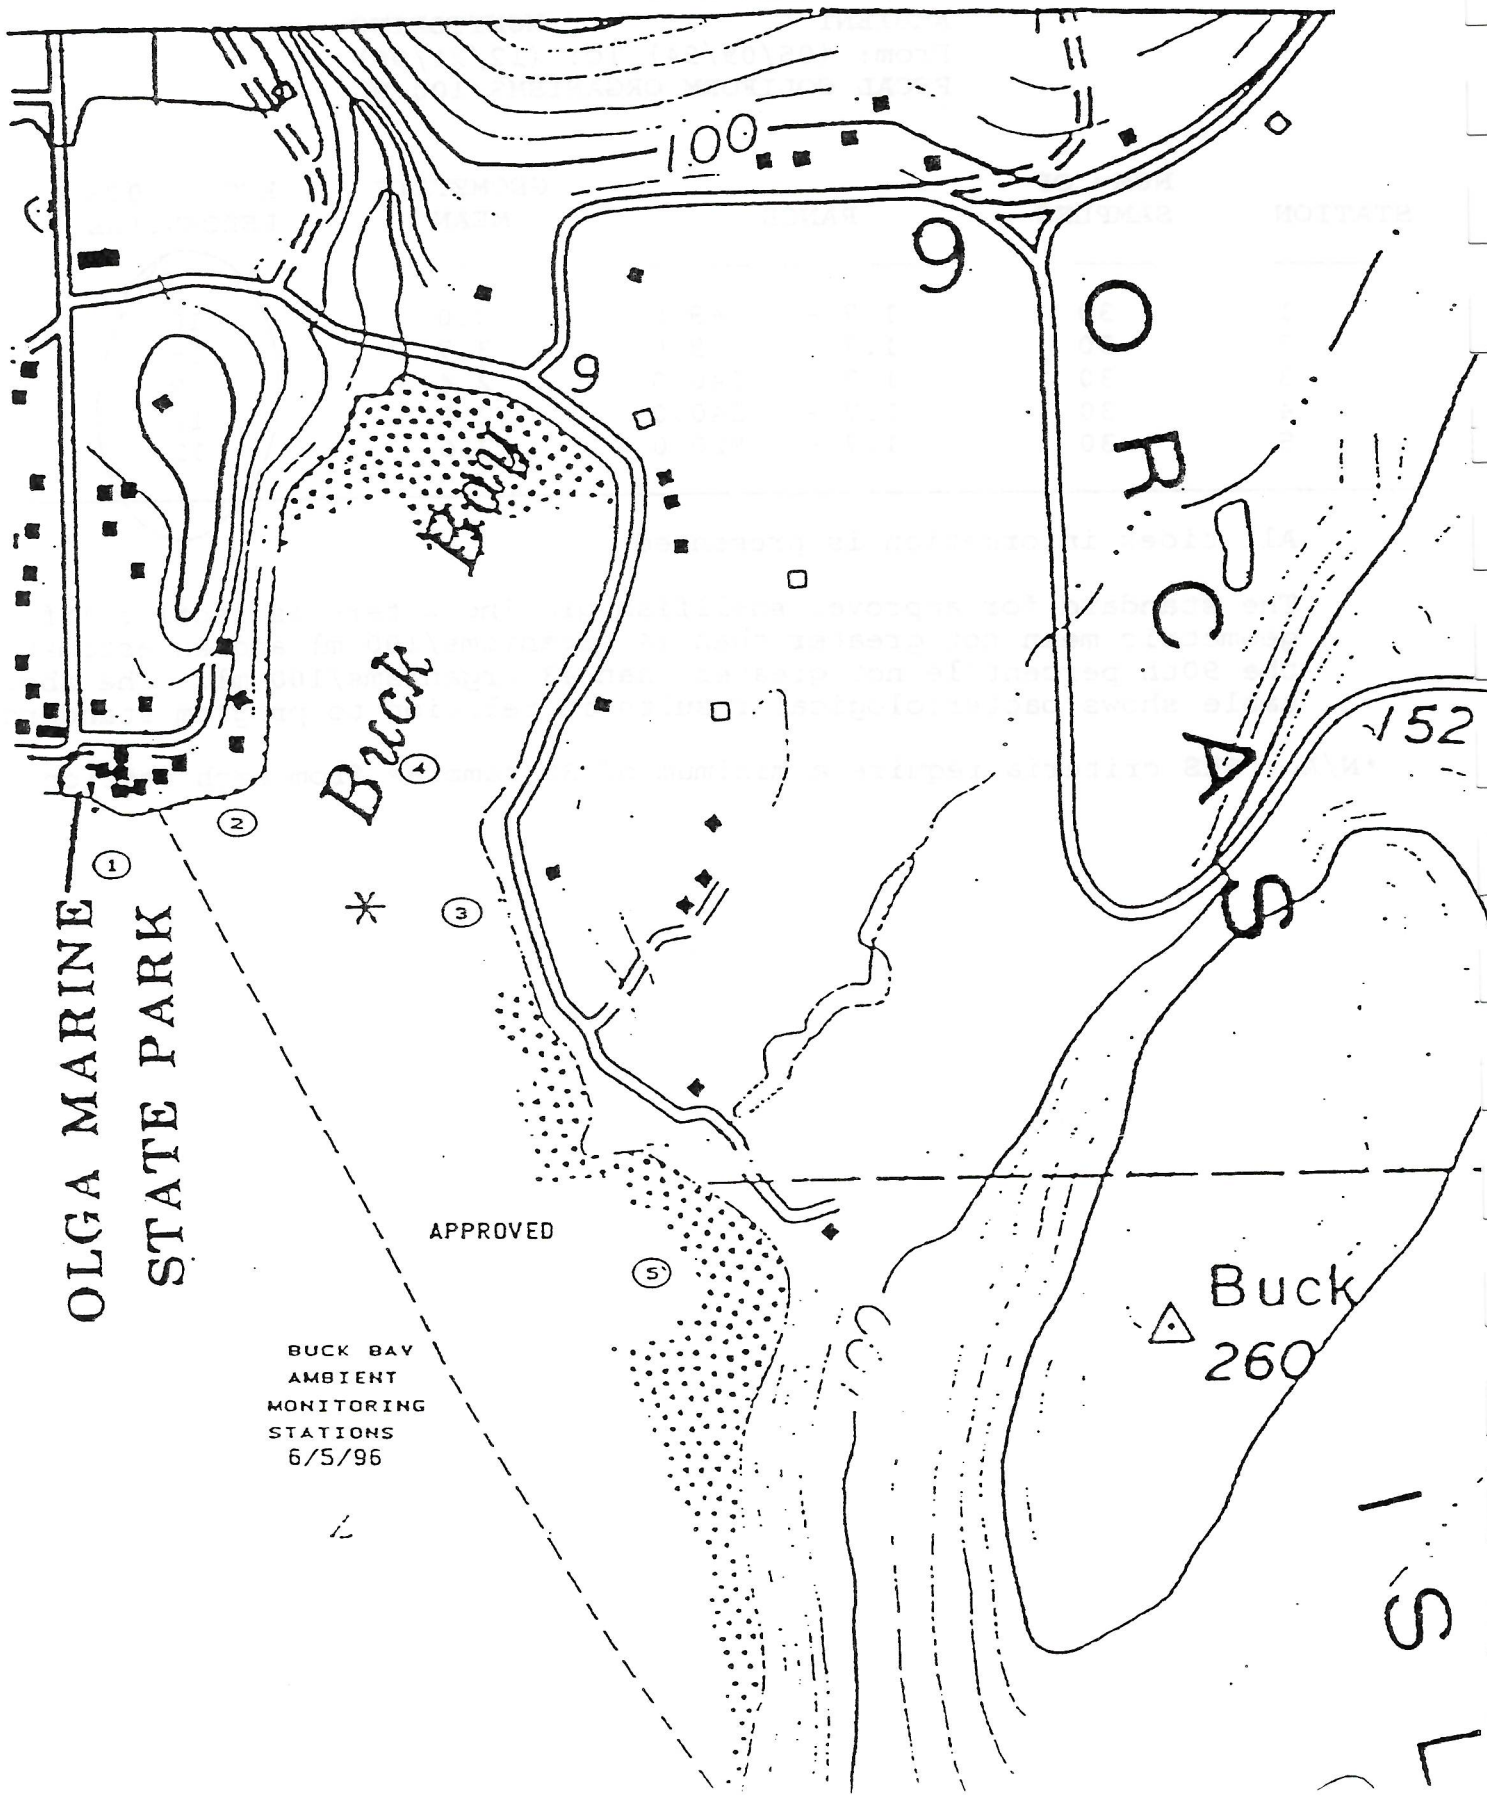 100
9
9
ORCAS
ISL
Buck Bay
152
4
2
1
3
OLGA MARINE
STATE PARK
APPROVED
5
Buck
260
BUCK BAY
AMBIENT
MONITORING
STATIONS
6/5/96